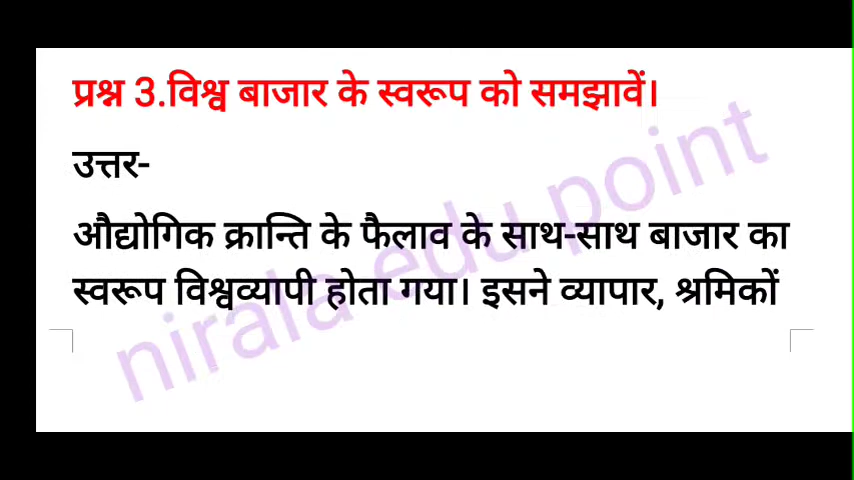 प्रश्न 3.विश्व बाजार के स्वरूप को समझावें।
उत्तर-
औद्योगिक क्रान्ति के फैलाव के साथ-साथ बाजार का
स्वरूप विश्वव्यापी होता गया। इसने व्यापार, श्रमिकों
nirala edu point